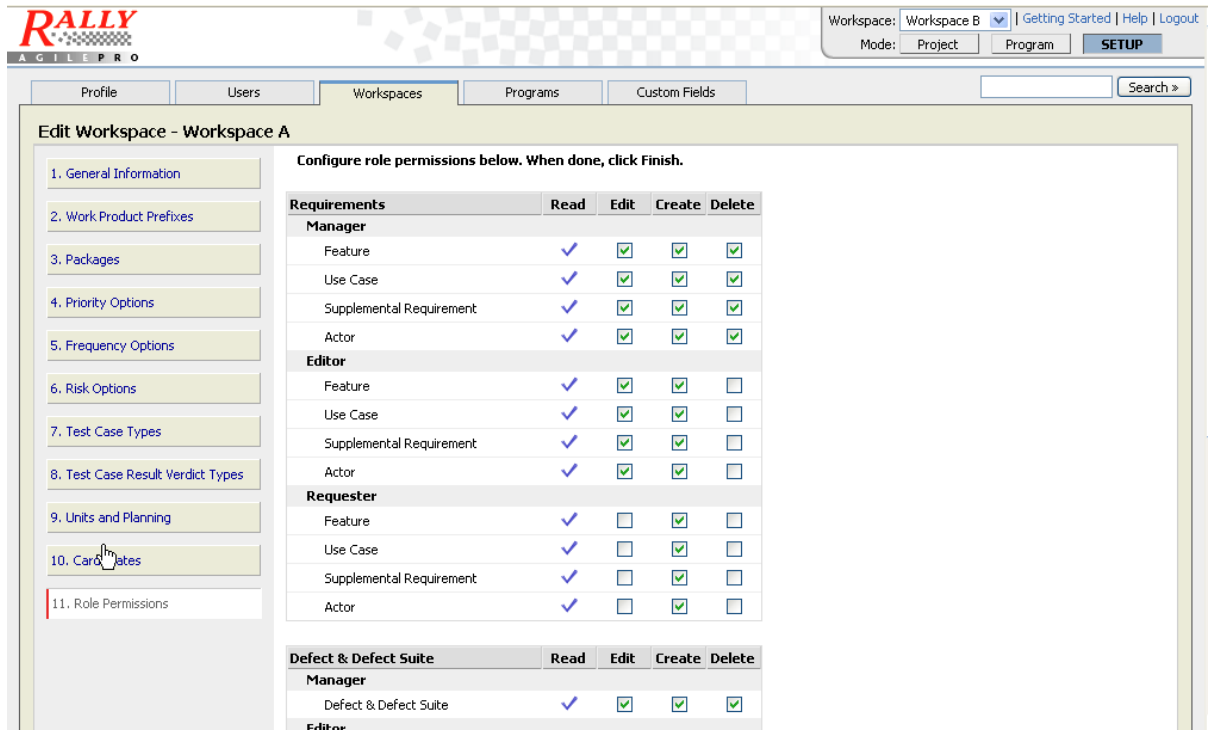 RALLY
AGILEPRO
Workspace: Workspace B | Getting Started | Help | Logout
Mode: Project Program SETUP
Profile Users Workspaces Programs Custom Fields Search »
Edit Workspace - Workspace A
Configure role permissions below. When done, click Finish.
1. General Information
2. Work Product Prefixes
3. Packages
4. Priority Options
5. Frequency Options
6. Risk Options
7. Test Case Types
8. Test Case Result Verdict Types
9. Units and Planning
10.
11. Role Permissions
Requirements Read Edit Create Delete
Manager
Feature
Use Case
Supplemental Requirement
Actor
Editor
Feature
Use Case
Supplemental Requirement
Actor
Requester
Feature
Use Case
Supplemental Requirement
Actor
Defect & Defect Suite Read Edit Create Delete
Manager
Defect & Defect Suite
Editor